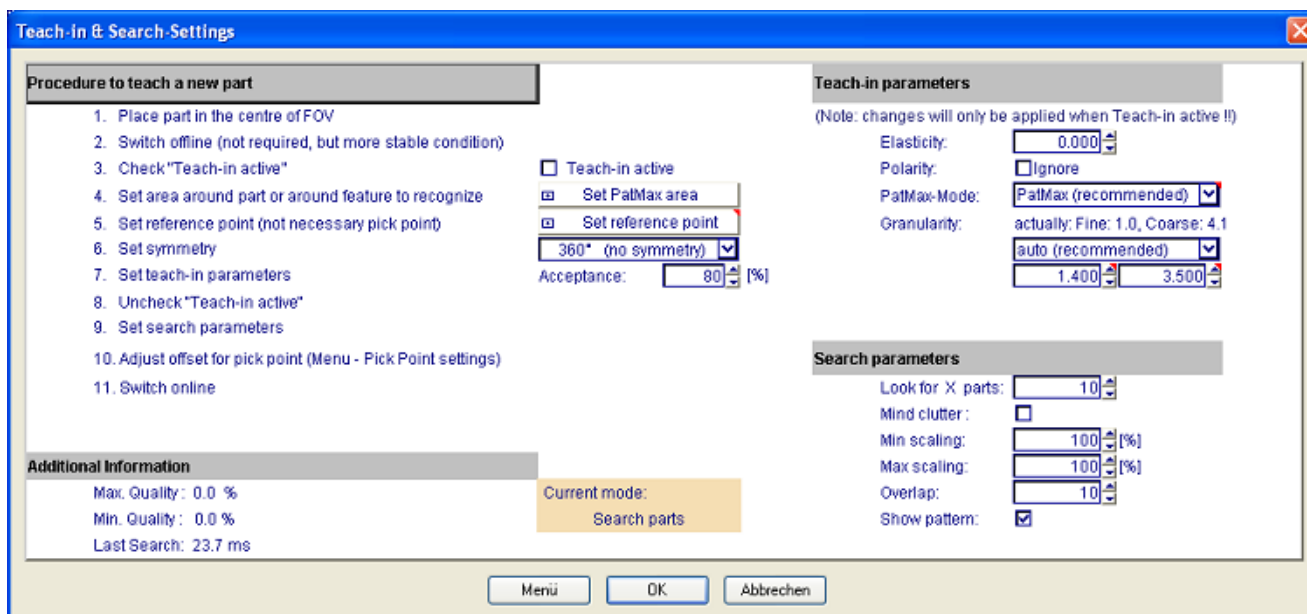 Teach-in & Search-Settings
Procedure to teach a new part
1. Place part in the centre of FOV
2. Switch offline (not required, but more stable condition)
3. Check "Teach-in active"
Teach-in active
4. Set area around part or around feature to recognize
Set PatMax area
5. Set reference point (not necessary pick point)
Set reference point
6. Set symmetry
360° (no symmetry)
7. Set teach-in parameters
Acceptance: 80 [%]
8. Uncheck "Teach-in active"
9. Set search parameters
10. Adjust offset for pick point (Menu - Pick Point settings)
11. Switch online
Teach-in parameters
(Note: changes will only be applied when Teach-in active !!)
Elasticity: 0.000
Polarity: Ignore
PatMax-Mode: PatMax (recommended)
Granularity: actually: Fine: 1.0, Coarse: 4.1
auto (recommended)
1.400 3.500
Search parameters
Look for X parts: 10
Mind clutter:
Min scaling: 100 [%]
Max scaling: 100 [%]
Overlap: 10
Show pattern:
Additional Information
Max. Quality: 0.0 %
Min. Quality: 0.0 %
Last Search: 23.7 ms
Current mode:
Search parts
Menü OK Abbrechen